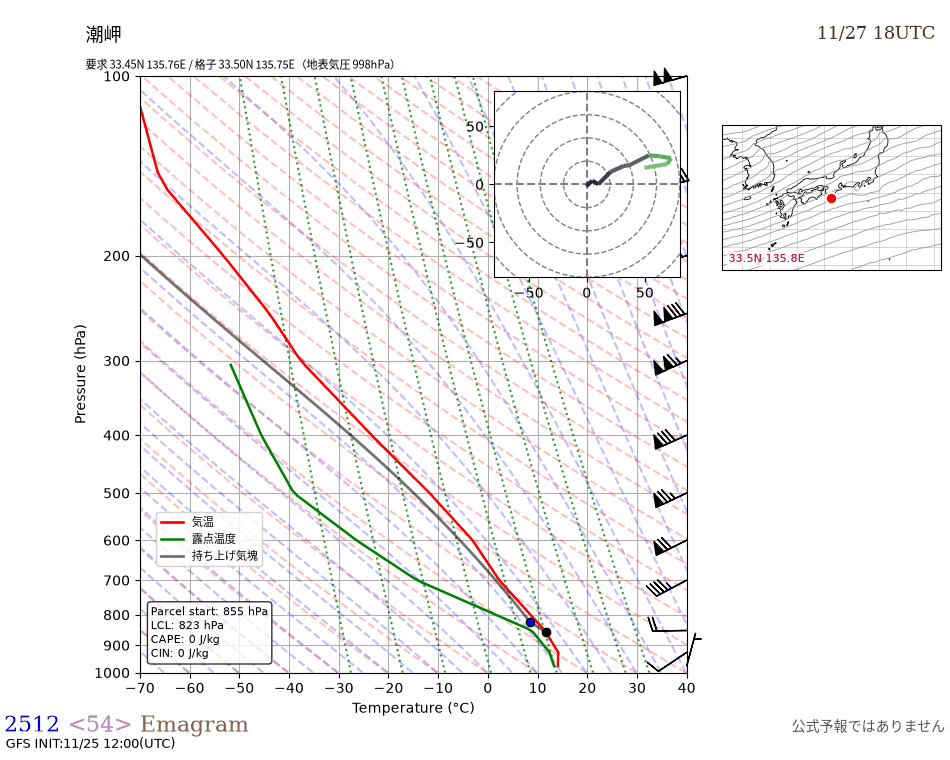 潮岬
11/27 18UTC
要求 33.45N 135.76E / 格子 33.50N 135.75E（地表気圧 998hPa）
100
200
300
400
500
600
700
800
900
1000
Pressure (hPa)
50
0
−50
−50 0 50
33.5N 135.8E
気温
露点温度
持ち上げ気塊
Parcel start: 855 hPa
LCL: 823 hPa
CAPE: 0 J/kg
CIN: 0 J/kg
−70 −60 −50 −40 −30 −20 −10 0 10 20 30 40
Temperature (°C)
2512 <54> Emagram
公式予報ではありません
GFS INIT:11/25 12:00(UTC)